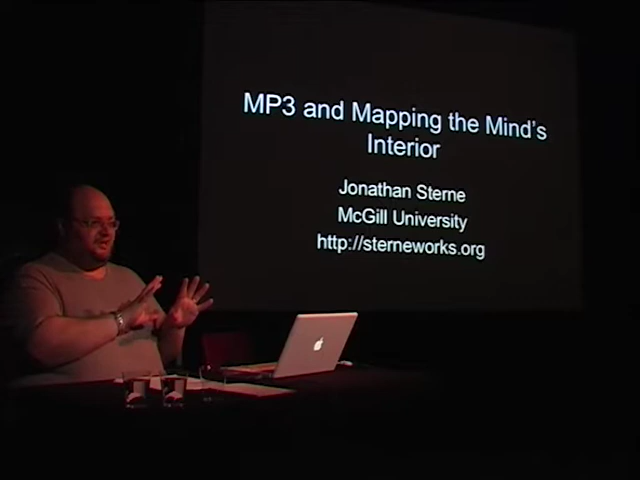 MP3 and Mapping the Mind's
Interior
Jonathan Sterne
McGill University
http://sterneworks.org